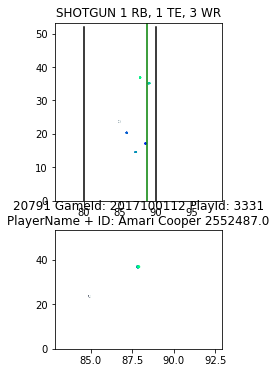 SHOTGUN 1 RB, 1 TE, 3 WR
50
40
30
20
10
0
80 85 90 95
20791 GameId: 2017100112 PlayId: 3331
PlayerName + ID: Amari Cooper 2552487.0
40
20
0
85.0 87.5 90.0 92.5